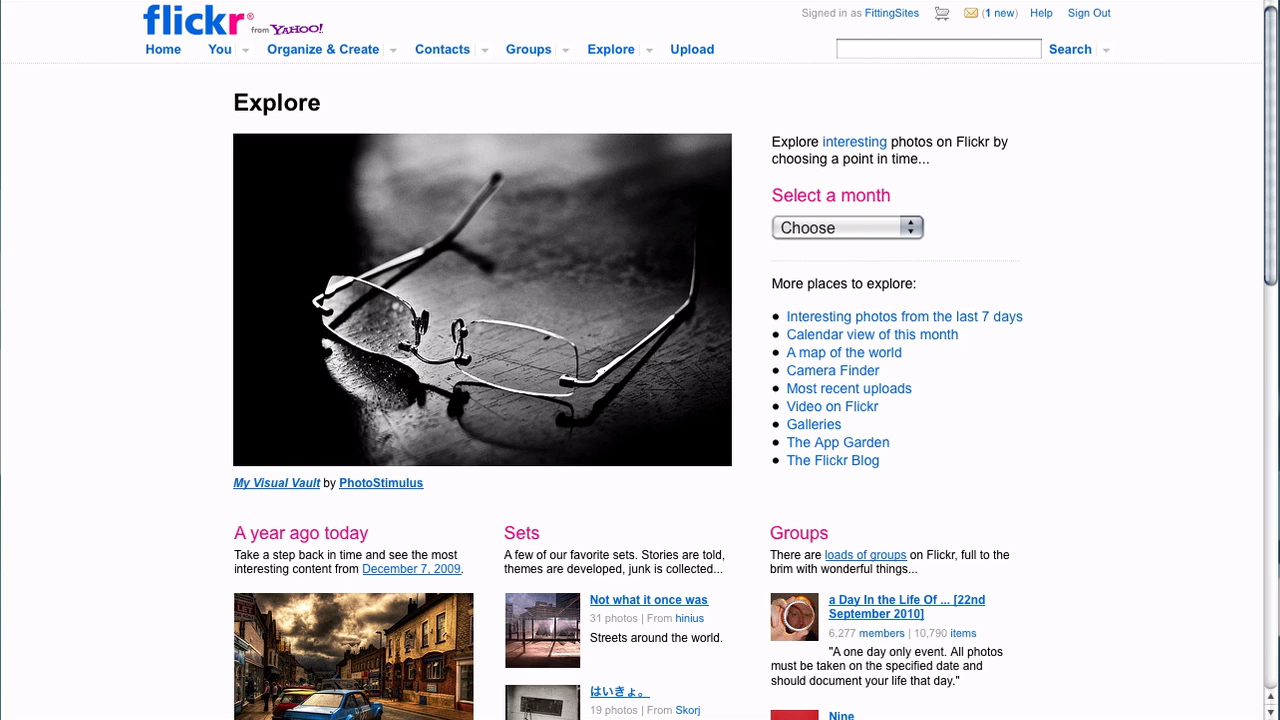 flickr® from YAHOO!
Signed in as FittingSites (1 new) Help Sign Out
Home You Organize & Create Contacts Groups Explore Upload Search
Explore
Explore interesting photos on Flickr by
choosing a point in time...
Select a month
Choose
More places to explore:
Interesting photos from the last 7 days
Calendar view of this month
A map of the world
Camera Finder
Most recent uploads
Video on Flickr
Galleries
The App Garden
The Flickr Blog
My Visual Vault by PhotoStimulus
A year ago today
Take a step back in time and see the most
interesting content from December 7, 2009.
Sets
A few of our favorite sets. Stories are told,
themes are developed, junk is collected...
Not what it once was
31 photos | From hinius
Streets around the world.
はいきょ。
19 photos | From Skorj
Groups
There are loads of groups on Flickr, full to the
brim with wonderful things...
a Day In the Life Of ... [22nd
September 2010]
6,277 members | 10,790 items
"A one day only event. All photos
must be taken on the specified date and
should document your life that day."
Nine